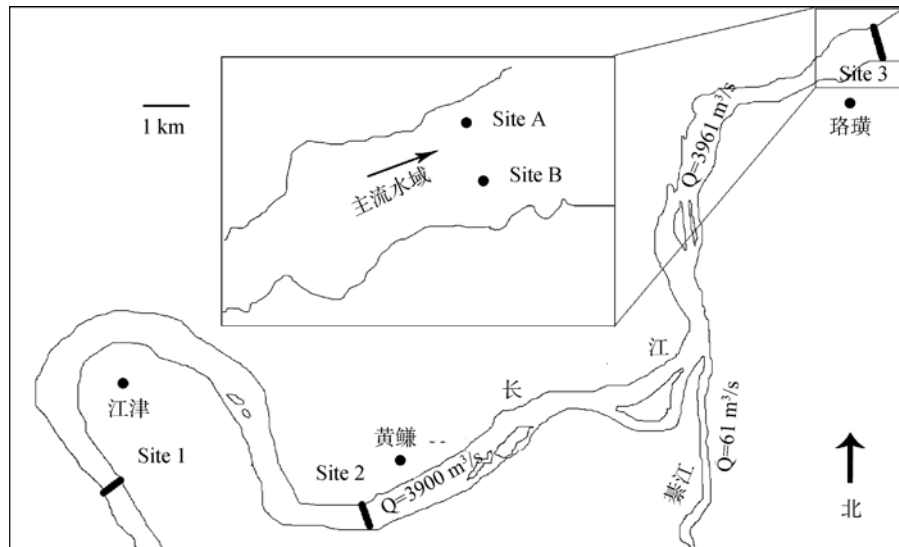 Site 3
珞璜
1 km
Site A
Site B
主流水域
Q=3961 m³/s
江
长
江津
黄鳒
Site 1
Site 2
Q=3900 m³/s
Q=61 m³/s
綦江
北